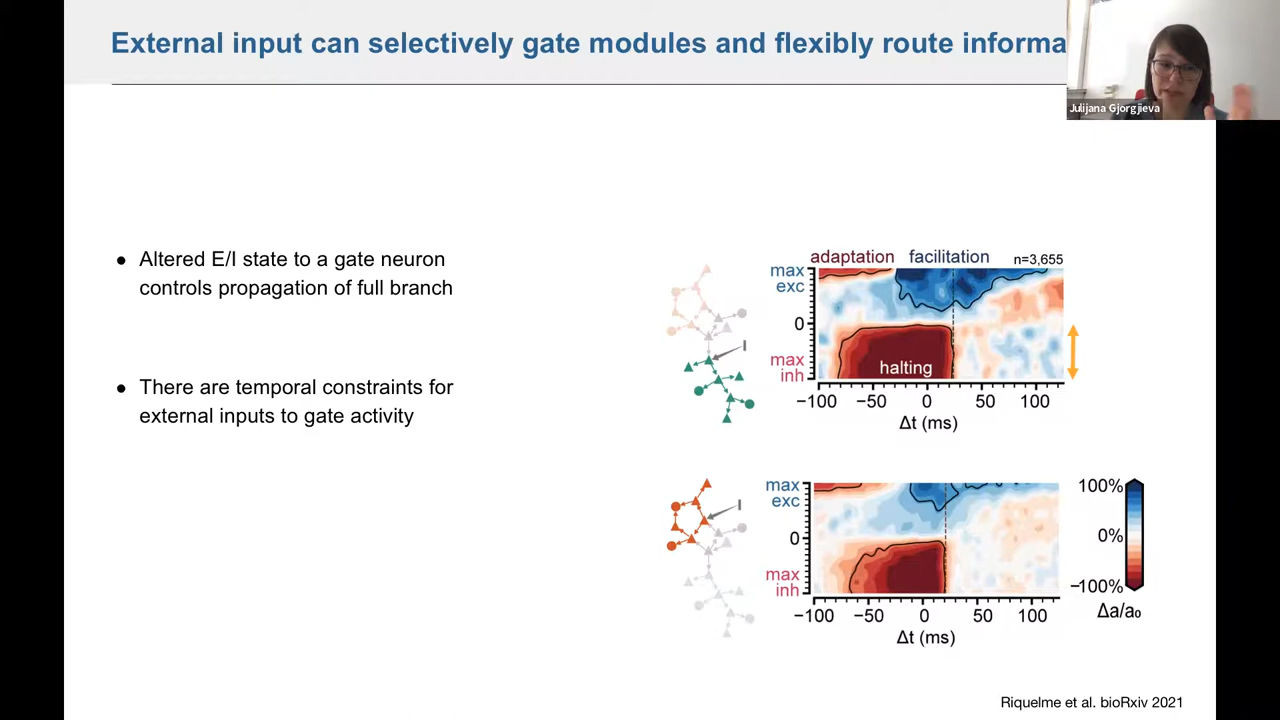 External input can selectively gate modules and flexibly route informa
Julijana Gjorgjieva
● Altered E/I state to a gate neuron
controls propagation of full branch
● There are temporal constraints for
external inputs to gate activity
adaptation facilitation n=3,655
max
exc
0
max
inh
halting
I
−100 −50 0 50 100
Δt (ms)
max
exc
0
max
inh
I
−100 −50 0 50 100
Δt (ms)
100%
0%
−100%
Δa/a₀
Riquelme et al. bioRxiv 2021